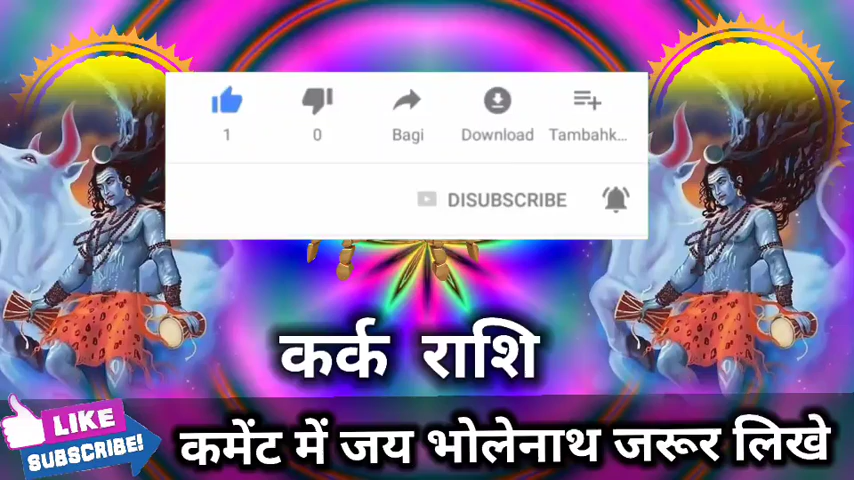 1 0 Bagi Download Tambahk...
DISUBSCRIBE
कर्क राशि
LIKE
SUBSCRIBE!
कमेंट में जय भोलेनाथ जरूर लिखे